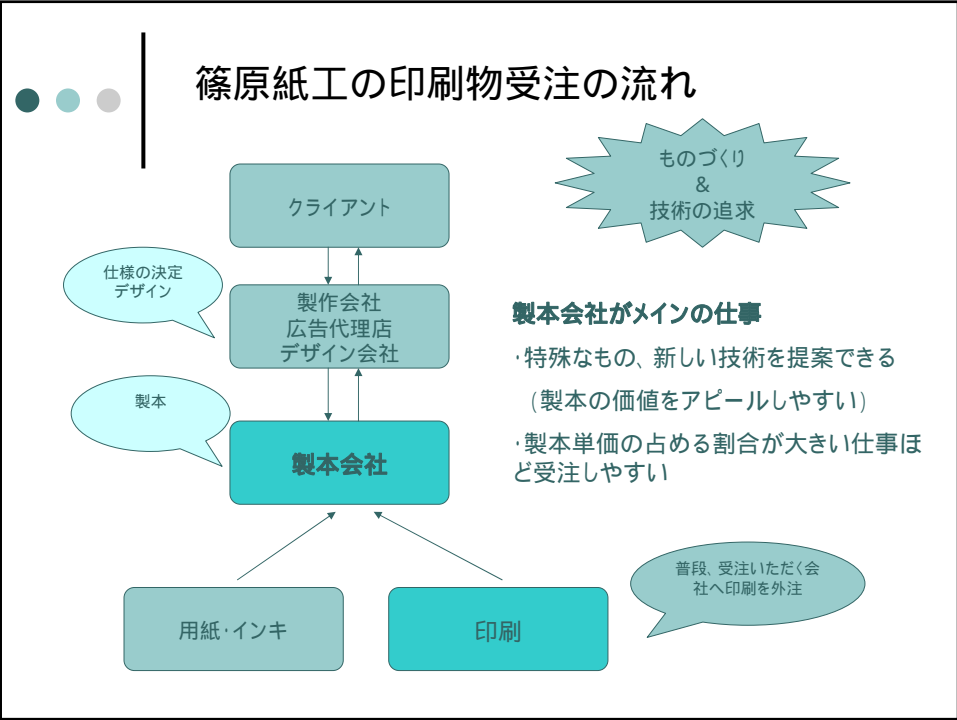 篠原紙工の印刷物受注の流れ
ものづくり
&
技術の追求
クライアント
仕様の決定
デザイン
製作会社
広告代理店
デザイン会社
製本
製本会社
製本会社がメインの仕事
・特殊なもの、新しい技術を提案できる
(製本の価値をアピールしやすい)
・製本単価の占める割合が大きい仕事ほ
ど受注しやすい
普段、受注いただく会
社へ印刷を外注
用紙・インキ
印刷